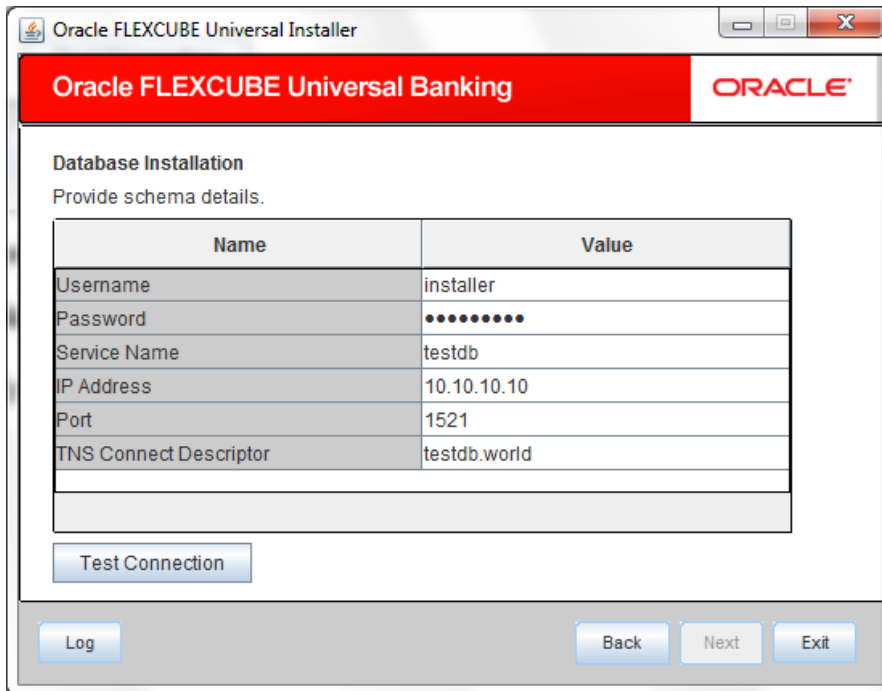 Oracle FLEXCUBE Universal Installer
Oracle FLEXCUBE Universal Banking
ORACLE
Database Installation
Provide schema details.
Name Value
Username installer
Password •••••••••
Service Name testdb
IP Address 10.10.10.10
Port 1521
TNS Connect Descriptor testdb.world
Test Connection
Log Back Next Exit